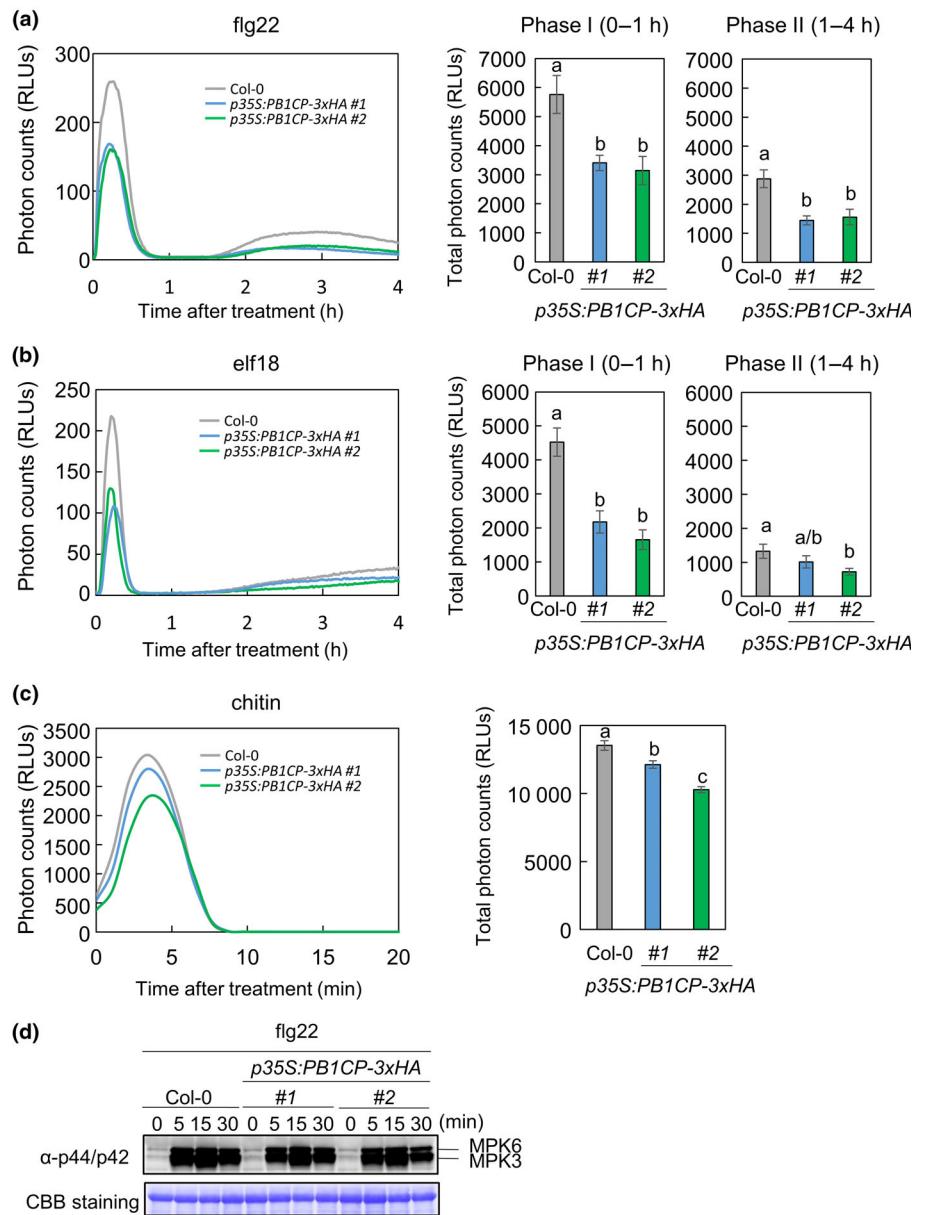 (a)
flg22
Photon counts (RLUs)
300
200
100
0
0 1 2 3 4
Time after treatment (h)
Col-0
p35S:PB1CP-3xHA #1
p35S:PB1CP-3xHA #2
Phase I (0–1 h)
Total photon counts (RLUs)
7000
6000
5000
4000
3000
2000
1000
0
a
b
b
Col-0 #1 #2
Phase II (1–4 h)
7000
6000
5000
4000
3000
2000
1000
0
a
b
b
Col-0 #1 #2
p35S:PB1CP-3xHA
(b)
elf18
Photon counts (RLUs)
250
200
150
100
50
0
0 1 2 3 4
Time after treatment (h)
Col-0
p35S:PB1CP-3xHA #1
p35S:PB1CP-3xHA #2
Phase I (0–1 h)
Total photon counts (RLUs)
6000
5000
4000
3000
2000
1000
0
a
b
b
Col-0 #1 #2
Phase II (1–4 h)
6000
5000
4000
3000
2000
1000
0
a
a/b
b
Col-0 #1 #2
p35S:PB1CP-3xHA
(c)
chitin
Photon counts (RLUs)
3500
3000
2500
2000
1500
1000
500
0
0 5 10 15 20
Time after treatment (min)
Col-0
p35S:PB1CP-3xHA #1
p35S:PB1CP-3xHA #2
Total photon counts (RLUs)
15 000
10 000
5000
0
a
b
c
Col-0 #1 #2
p35S:PB1CP-3xHA
(d)
flg22
p35S:PB1CP-3xHA
Col-0 #1 #2
0 5 15 30 0 5 15 30 0 5 15 30 (min)
α-p44/p42
MPK6
MPK3
CBB staining